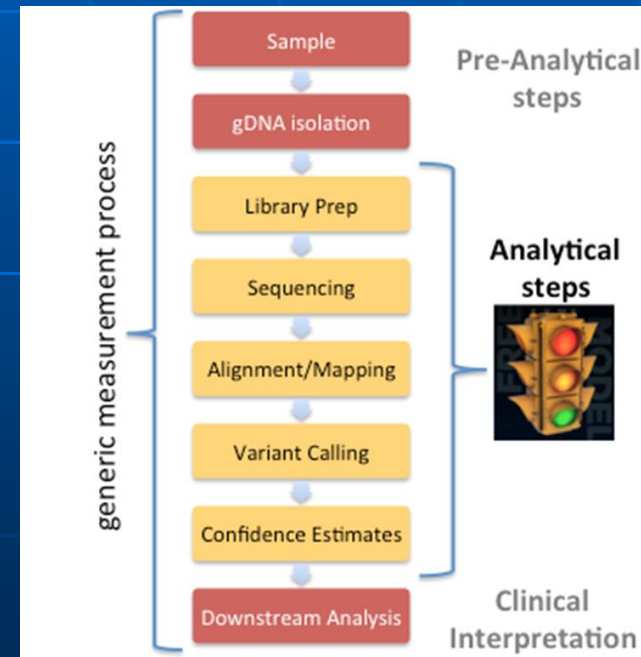 Sample
Pre-Analytical
steps
gDNA isolation
generic measurement process
Library Prep
Analytical
steps
Sequencing
Alignment/Mapping
Variant Calling
Confidence Estimates
Downstream Analysis
Clinical
Interpretation